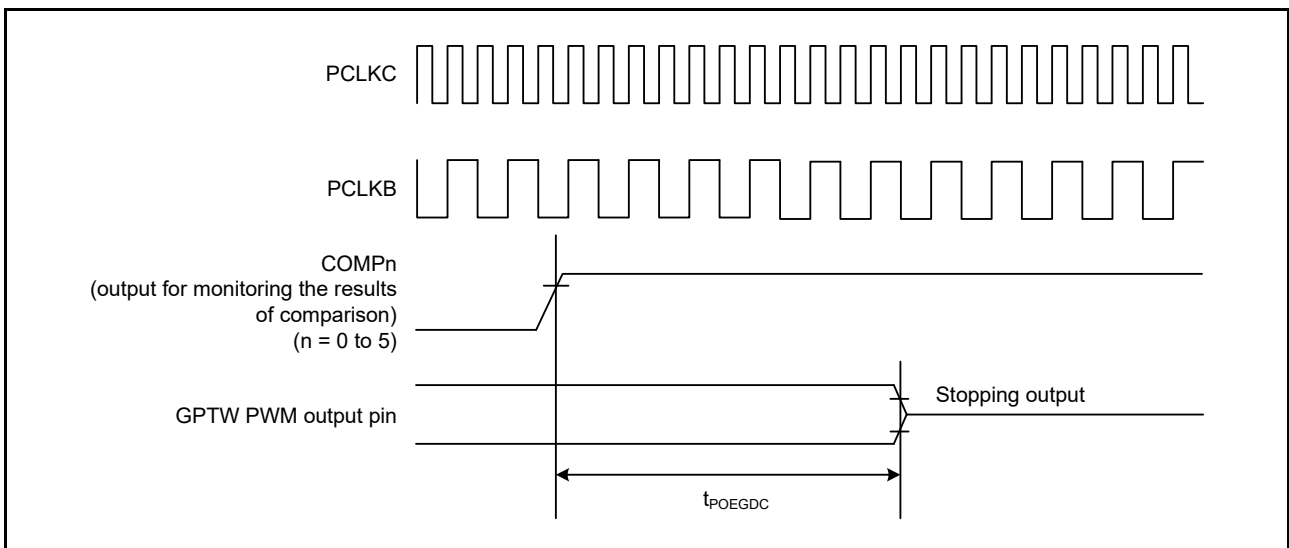 PCLKC
PCLKB
COMPn
(output for monitoring the results
of comparison)
(n = 0 to 5)
GPTW PWM output pin
Stopping output
tPOEGDC